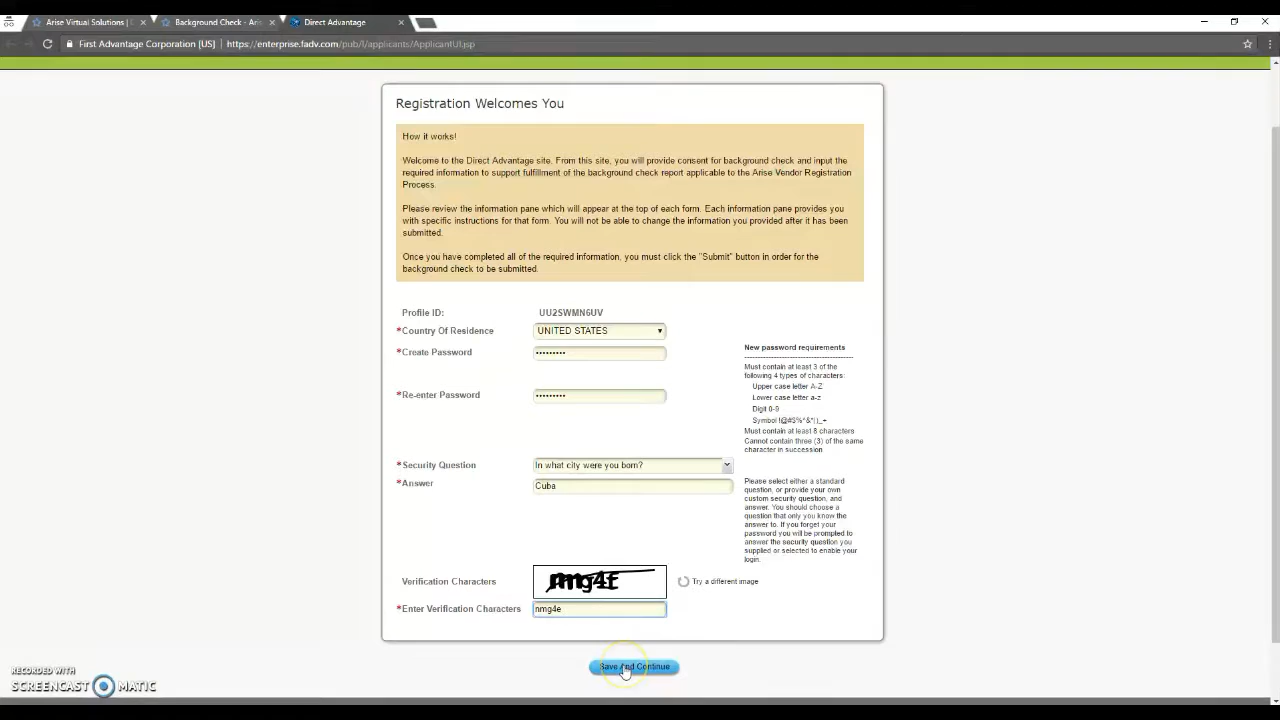 Arise Virtual Solutions | 
Background Check - Aris
Direct Advantage
First Advantage Corporation [US]
https://enterprise.fadv.com/pub/l/applicants/ApplicantUI.jsp
Registration Welcomes You
How it works!
Welcome to the Direct Advantage site. From this site, you will provide consent for background check and input the
required information to support fulfillment of the background check report applicable to the Arise Vendor Registration
Process.
Please review the information pane which will appear at the top of each form. Each information pane provides you
with specific instructions for that form. You will not be able to change the information you provided after it has been
submitted.
Once you have completed all of the required information, you must click the "Submit" button in order for the
background check to be submitted.
Profile ID: UU2SWMN6UV
*Country Of Residence UNITED STATES
*Create Password •••••••••
*Re-enter Password •••••••••
New password requirements
Must contain at least 3 of the
following 4 types of characters:
Upper case letter A-Z
Lower case letter a-z
Digit 0-9
Symbol !@#$%^&*()_+
Must contain at least 8 characters
Cannot contain three (3) of the same
character in succession
*Security Question In what city were you born?
*Answer Cuba
Please select either a standard
question, or provide your own
custom security question, and
answer. You should choose a
question that only you know the
answer to. If you forget your
password you will be prompted to
answer the security question you
supplied or selected to enable your
login.
Verification Characters
Try a different image
*Enter Verification Characters nmg4e
Save And Continue
RECORDED WITH
SCREENCAST MATIC